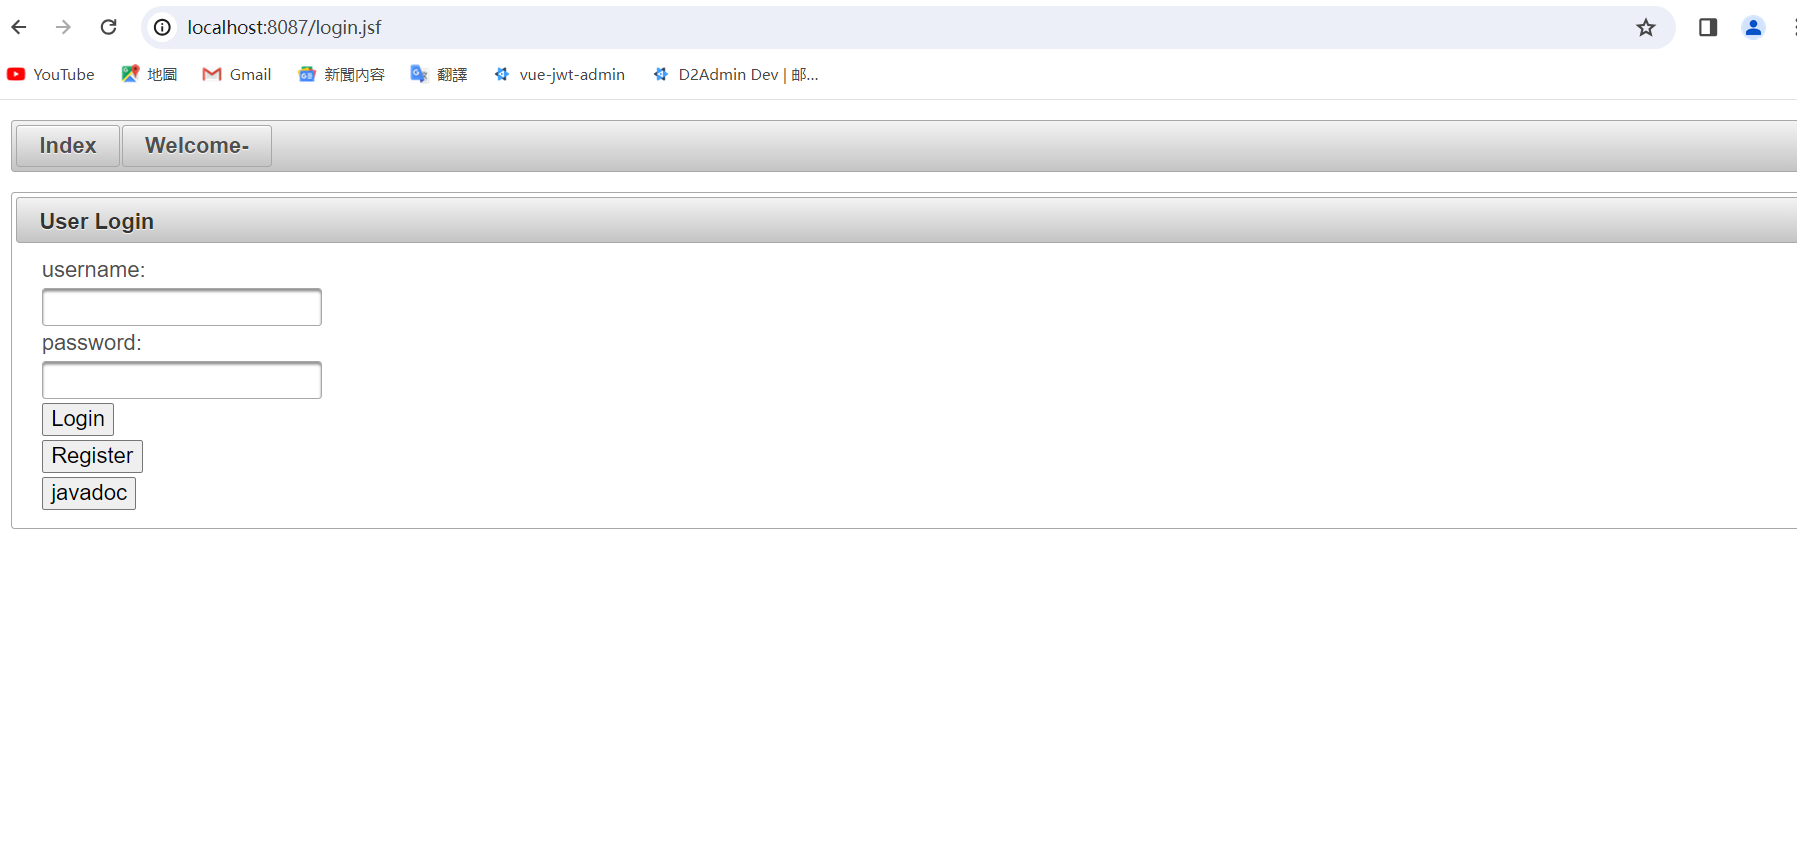 localhost:8087/login.jsf
YouTube 地圖 Gmail 新聞內容 翻譯 vue-jwt-admin D2Admin Dev | 邮...
Index Welcome-
User Login
username:
password:
Login
Register
javadoc